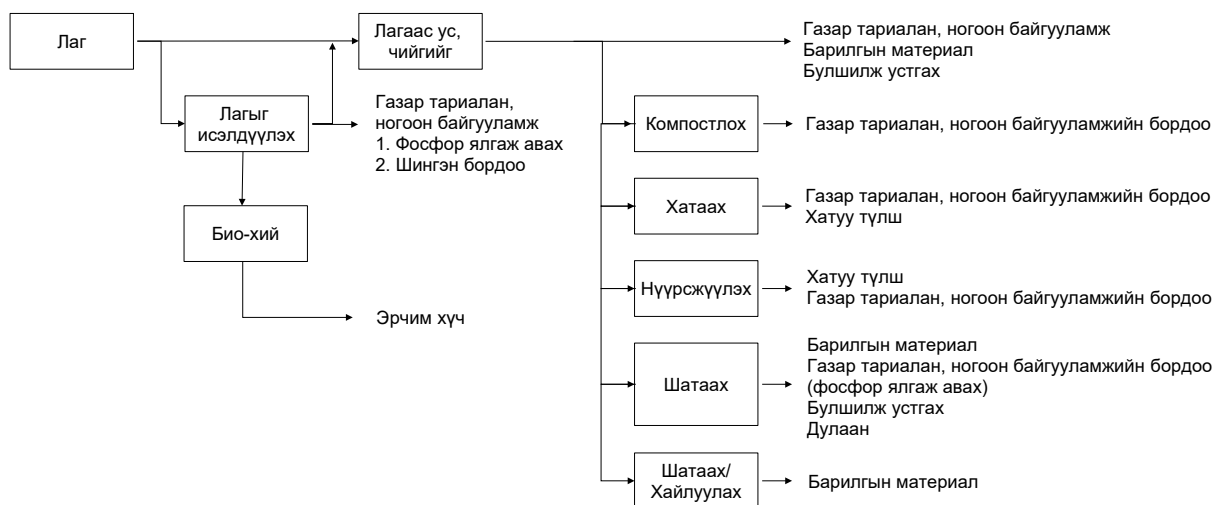 Лаг
Лагаас ус,
чийгийг
Газар тариалан, ногоон байгууламж
Барилгын материал
Булшилж устгах
Лагыг
исэлдүүлэх
Газар тариалан,
ногоон байгууламж
1. Фосфор ялгаж авах
2. Шингэн бордоо
Био-хий
Эрчим хүч
Компостлох
Газар тариалан, ногоон байгууламжийн бордоо
Хатаах
Газар тариалан, ногоон байгууламжийн бордоо
Хатуу түлш
Нүүрсжүүлэх
Хатуу түлш
Газар тариалан, ногоон байгууламжийн бордоо
Шатаах
Барилгын материал
Газар тариалан, ногоон байгууламжийн бордоо
(фосфор ялгаж авах)
Булшилж устгах
Дулаан
Шатаах/
Хайлуулах
Барилгын материал